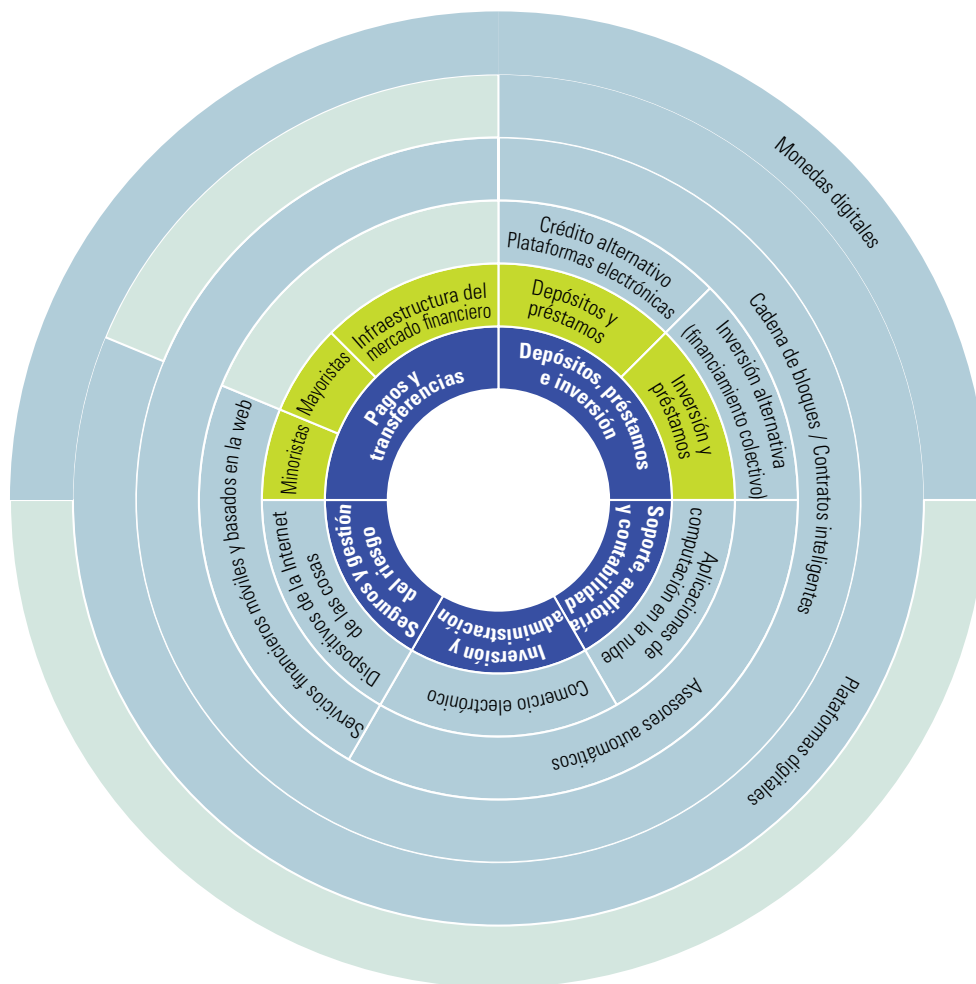 Monedas digitales
Crédito alternativo
Plataformas electrónicas
Cadena de bloques / Contratos inteligentes
Inversión alternativa
(financiamiento colectivo)
Infraestructura del
mercado financiero
Depósitos y
préstamos
Mayoristas
Minoristas
Inversión y
préstamos
Pagos y
transferencias
Depósitos, préstamos
e inversión
Seguros y gestión
del riesgo
Inversión y
administración
Soporte, auditoría
y contabilidad
Servicios financieros móviles y basados en la web
Dispositivos de la Internet
de las cosas
Comercio electrónico
Aplicaciones de
computación en la nube
Asesores automáticos
Plataformas digitales